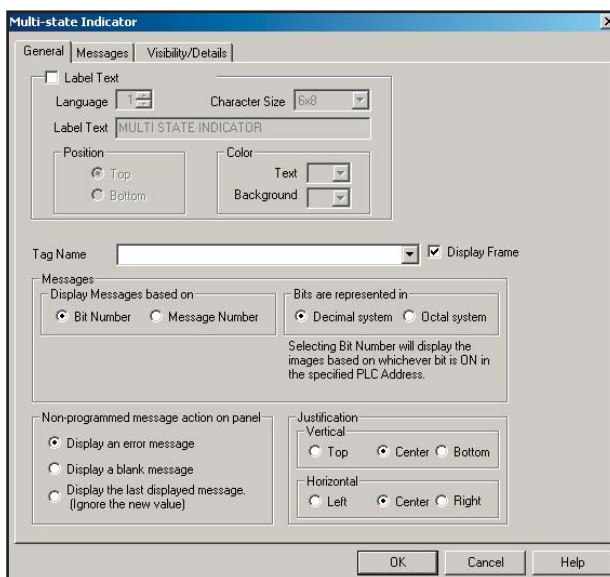 Multi-state Indicator
General Messages Visibility/Details
Label Text
Language 1 Character Size 6x8
Label Text MULTI STATE INDICATOR
Position Color
Top Text
Bottom Background
Tag Name Display Frame
Messages
Display Messages based on Bits are represented in
Bit Number Message Number Decimal system Octal system
Selecting Bit Number will display the
images based on whichever bit is ON in
the specified PLC Address.
Non-programmed message action on panel Justification
Vertical
Display an error message Top Center Bottom
Display a blank message
Horizontal
Display the last displayed message. Left Center Right
(Ignore the new value)
OK Cancel Help